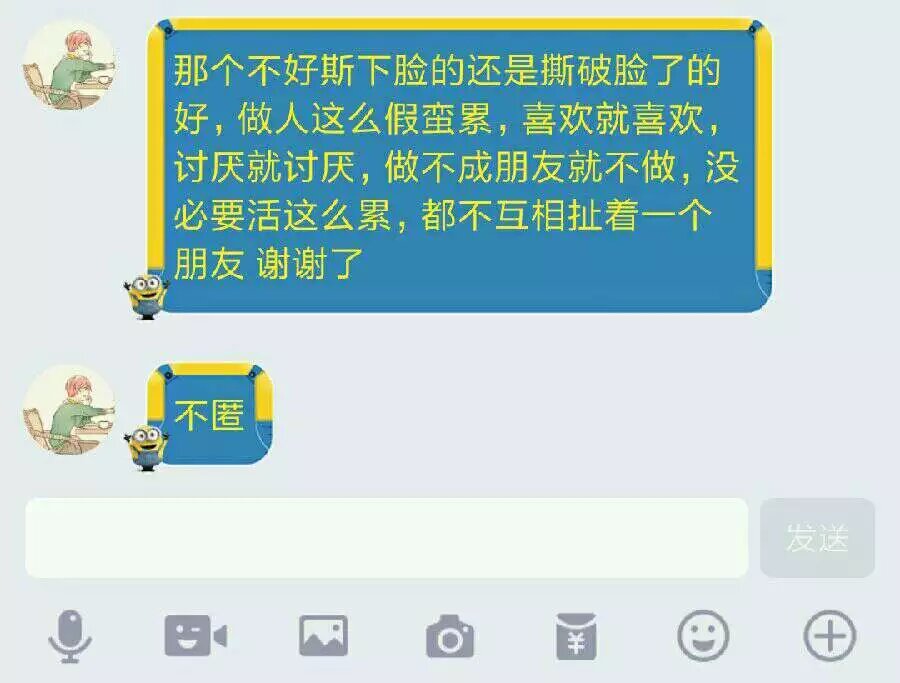 那个不好斯下脸的还是撕破脸了的
好，做人这么假蛮累，喜欢就喜欢，
讨厌就讨厌，做不成朋友就不做，没
必要活这么累，都不互相扯着一个
朋友 谢谢了
不匿
发送